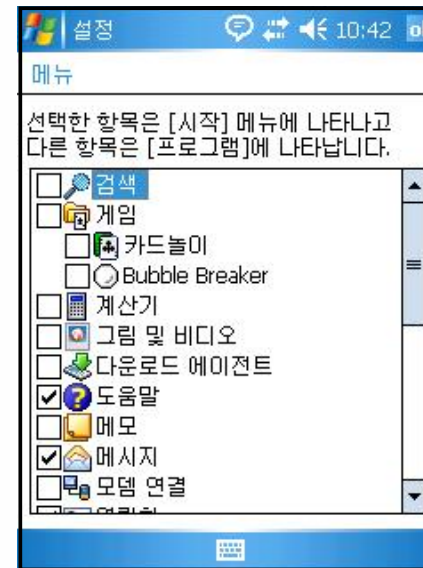 설정 10:42
메뉴
선택한 항목은 [시작] 메뉴에 나타나고
다른 항목은 [프로그램]에 나타납니다.
검색
게임
카드놀이
Bubble Breaker
계산기
그림 및 비디오
다운로드 에이전트
도움말
메모
메시지
모뎀 연결